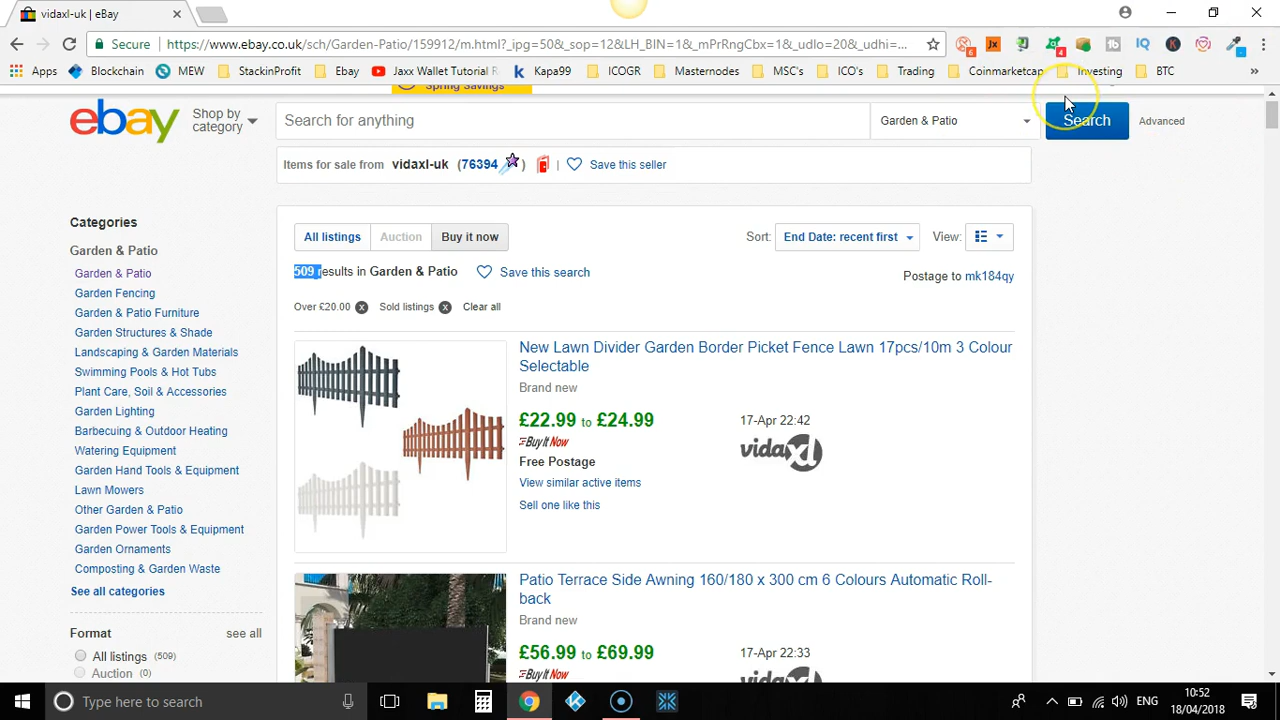 vidaxl-uk | eBay
Secure https://www.ebay.co.uk/sch/Garden-Patio/159912/m.html?_ipg=50&_sop=12&LH_BIN=1&_mPrRngCbx=1&_udlo=20&_udhi=...
Apps Blockchain MEW StackinProfit Ebay Jaxx Wallet Tutorial Kapa99 ICOGR Masternodes MSC's ICO's Trading Coinmarketcap Investing BTC
Spring Savings
ebay
Shop by category
Search for anything
Garden & Patio
Search
Advanced
Items for sale from vidaxl-uk (76394 )
Save this seller
Categories
Garden & Patio
Garden & Patio
Garden Fencing
Garden & Patio Furniture
Garden Structures & Shade
Landscaping & Garden Materials
Swimming Pools & Hot Tubs
Plant Care, Soil & Accessories
Garden Lighting
Barbecuing & Outdoor Heating
Watering Equipment
Garden Hand Tools & Equipment
Lawn Mowers
Other Garden & Patio
Garden Power Tools & Equipment
Garden Ornaments
Composting & Garden Waste
See all categories
Format see all
All listings (509)
Auction (0)
All listings Auction Buy it now
Sort: End Date: recent first View:
509 results in Garden & Patio Save this search
Postage to mk184qy
Over £20.00 x Sold listings x Clear all
New Lawn Divider Garden Border Picket Fence Lawn 17pcs/10m 3 Colour
Selectable
Brand new
£22.99 to £24.99 17-Apr 22:42
Buy It Now vidaXL
Free Postage
View similar active items
Sell one like this
Patio Terrace Side Awning 160/180 x 300 cm 6 Colours Automatic Roll-
back
Brand new
£56.99 to £69.99 17-Apr 22:33
Buy It Now
Type here to search
ENG
10:52
18/04/2018